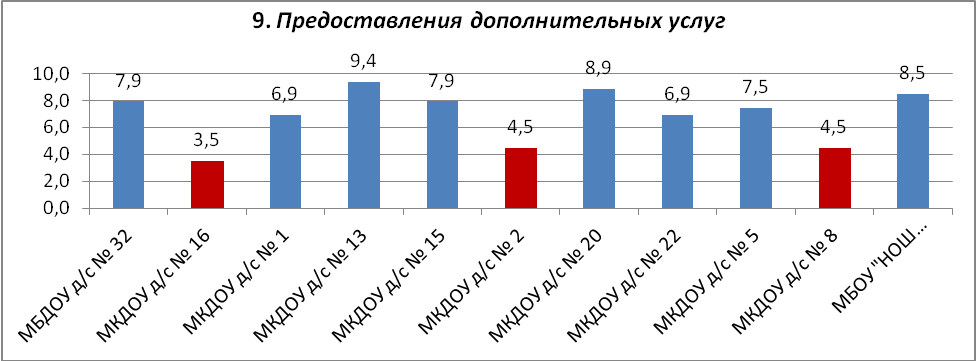 9. Предоставления дополнительных услуг
10,0
8,0
6,0
4,0
2,0
0,0
7,9
3,5
6,9
9,4
7,9
4,5
8,9
6,9
7,5
4,5
8,5
МБДОУ д/с № 32
МКДОУ д/с № 16
МКДОУ д/с № 1
МКДОУ д/с № 13
МКДОУ д/с № 15
МКДОУ д/с № 2
МКДОУ д/с № 20
МКДОУ д/с № 22
МКДОУ д/с № 5
МКДОУ д/с № 8
МБОУ "НОШ...